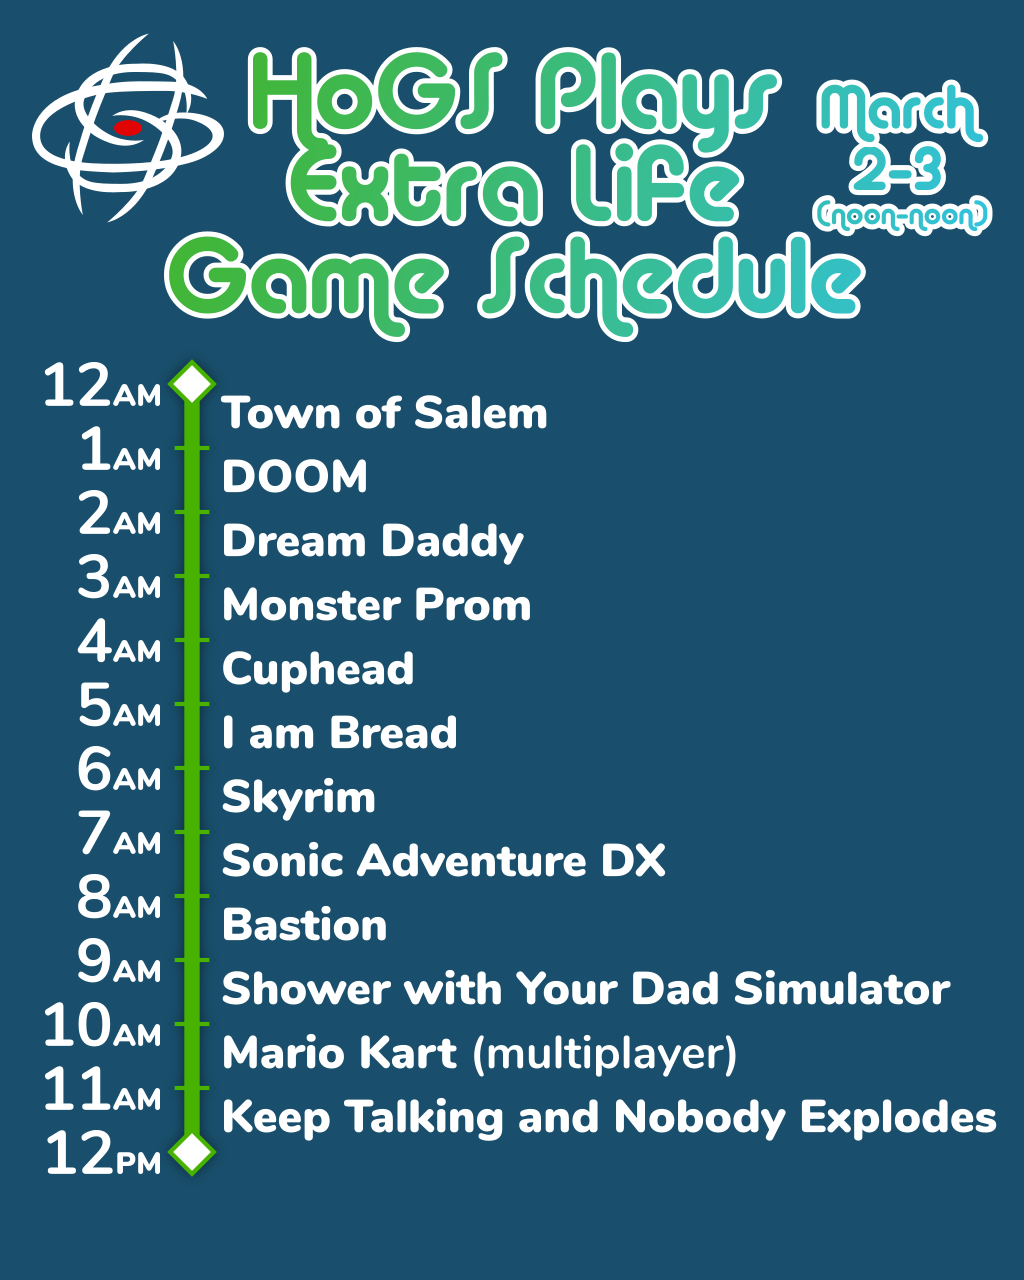 HoGS Plays
Extra Life
Game Schedule
March
2-3
(noon-noon)
12AM
Town of Salem
1AM
DOOM
2AM
Dream Daddy
3AM
Monster Prom
4AM
Cuphead
5AM
I am Bread
6AM
Skyrim
7AM
Sonic Adventure DX
8AM
Bastion
9AM
Shower with Your Dad Simulator
10AM
Mario Kart (multiplayer)
11AM
Keep Talking and Nobody Explodes
12PM